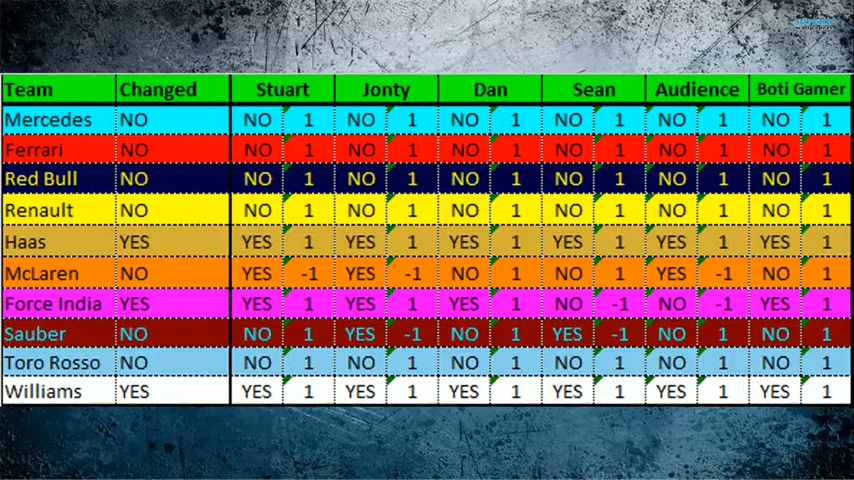 Team Changed Stuart Jonty Dan Sean Audience Boti Gamer
Mercedes NO NO 1 NO 1 NO 1 NO 1 NO 1 NO 1
Ferrari NO NO 1 NO 1 NO 1 NO 1 NO 1 NO 1
Red Bull NO NO 1 NO 1 NO 1 NO 1 NO 1 NO 1
Renault NO NO 1 NO 1 NO 1 NO 1 NO 1 NO 1
Haas YES YES 1 YES 1 YES 1 YES 1 YES 1 YES 1
McLaren NO YES -1 YES -1 NO 1 NO 1 YES -1 NO 1
Force India YES YES 1 YES 1 YES 1 NO -1 NO -1 YES 1
Sauber NO NO 1 YES -1 NO 1 YES -1 NO 1 NO 1
Toro Rosso NO NO 1 NO 1 NO 1 NO 1 NO 1 NO 1
Williams YES YES 1 YES 1 YES 1 YES 1 YES 1 YES 1